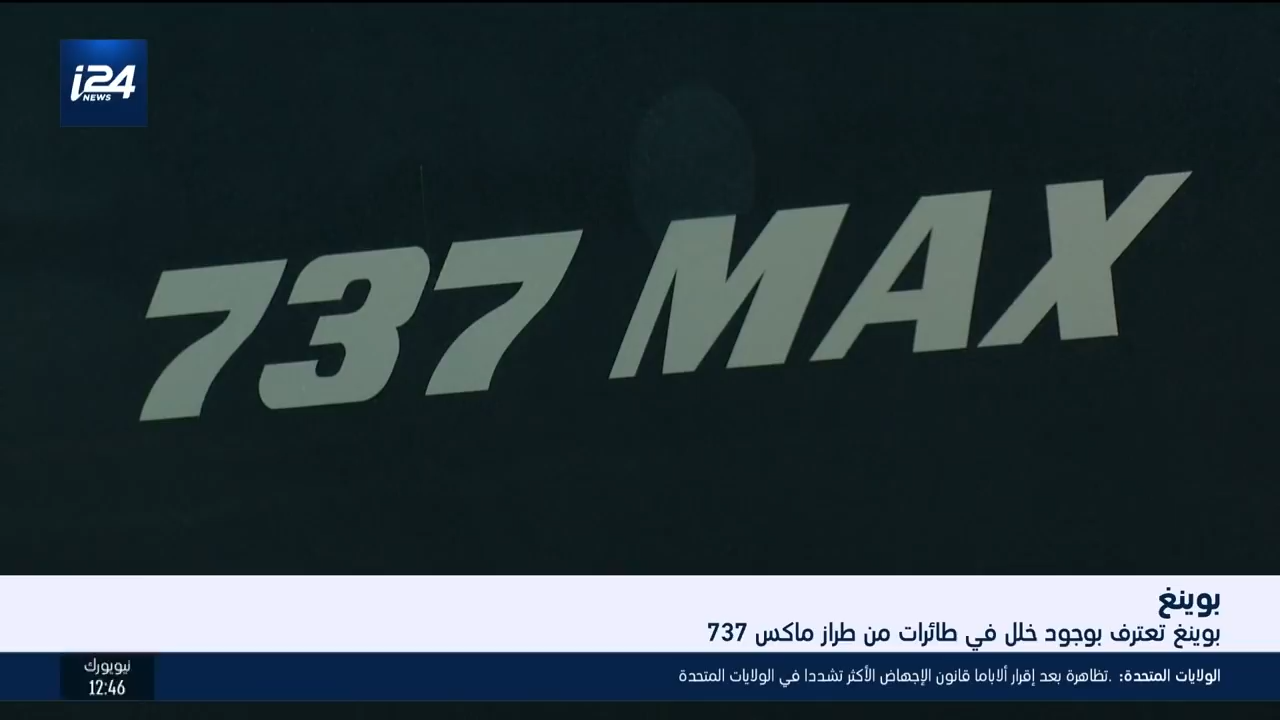 i24
NEWS
737 MAX
بوينغ
بوينغ تعترف بوجود خلل في طائرات من طراز ماكس 737
الولايات المتحدة: .تظاهرة بعد إقرار ألاباما قانون الإجهاض الأكثر تشددا في الولايات المتحدة
نيويورك
12:46